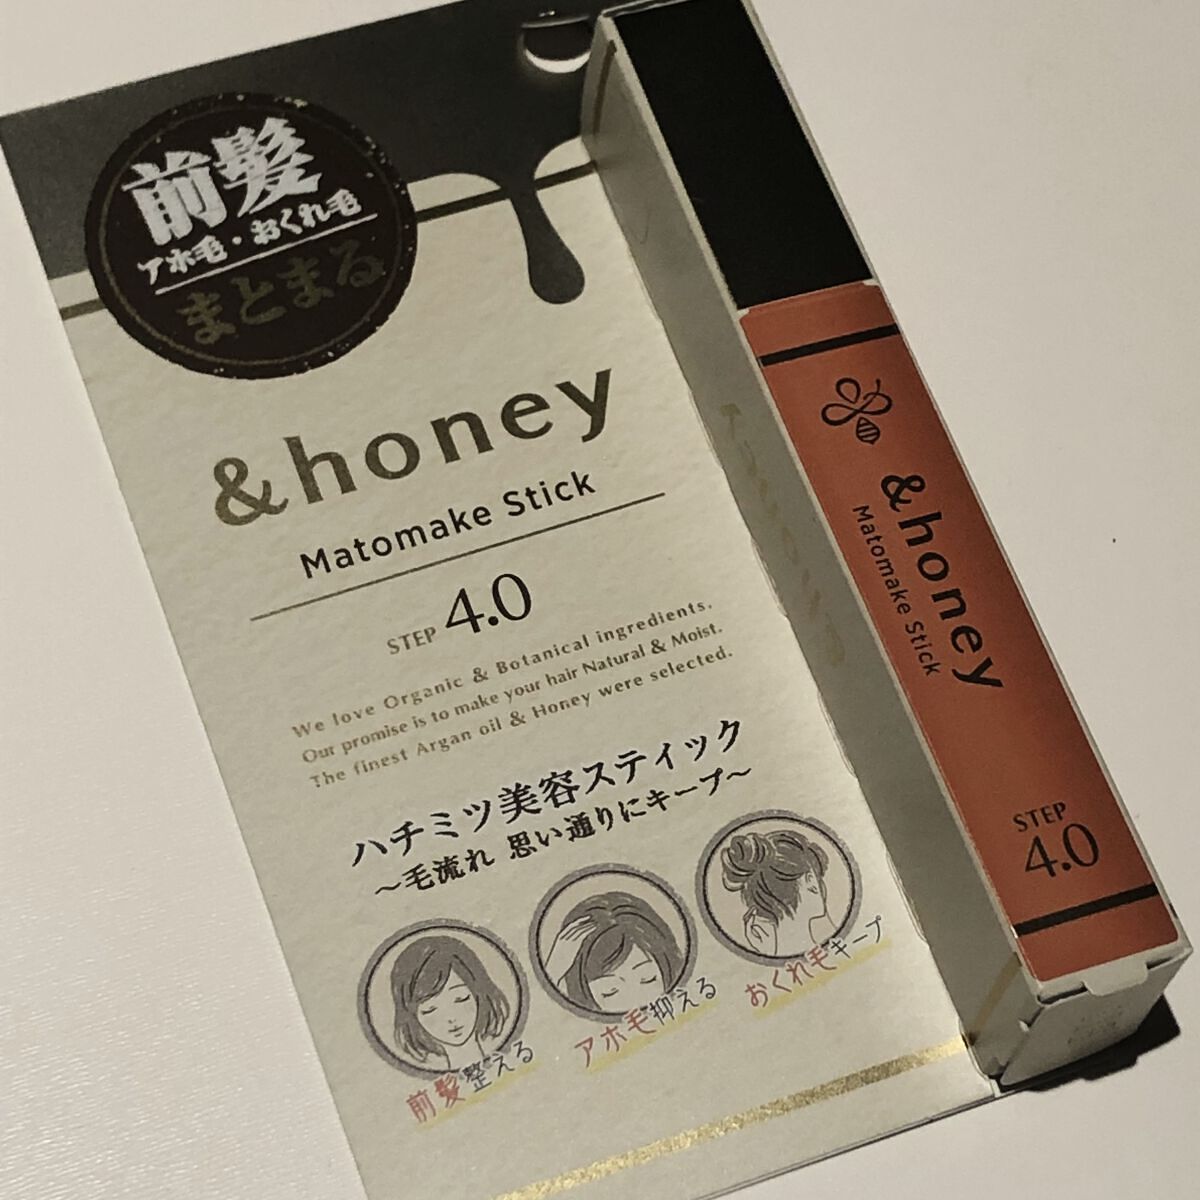 前髪
アホ毛・おくれ毛
まとまる
&honey
Matomake Stick
STEP 4.0
We love Organic & Botanical ingredients.
Our promise is to make your hair Natural & Moist.
The finest Argan oil & Honey were selected.
ハチミツ美容スティック
〜毛流れ 思い通りにキープ〜
前髪整える
アホ毛抑える
おくれ毛キープ
&honey
Matomake Stick
STEP
4.0